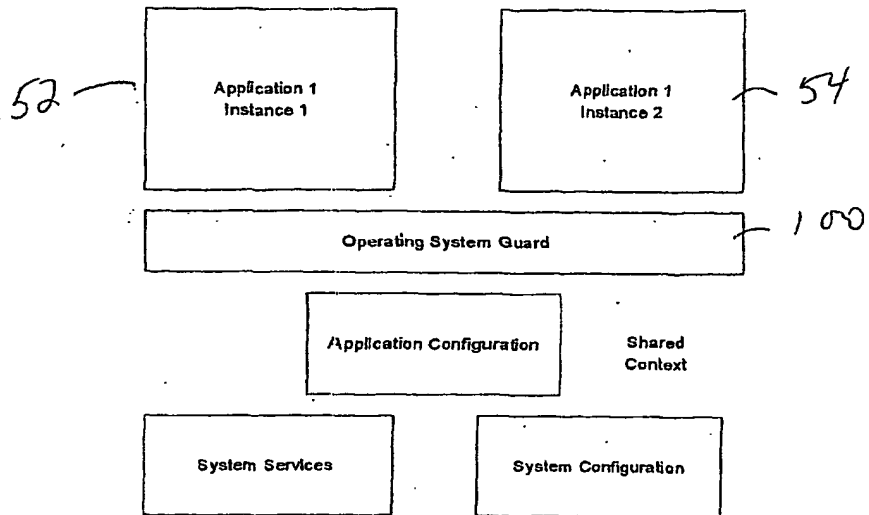 Application 1
Instance 1
52
Application 1
Instance 2
54
Operating System Guard
100
Application Configuration
Shared
Context
System Services
System Configuration